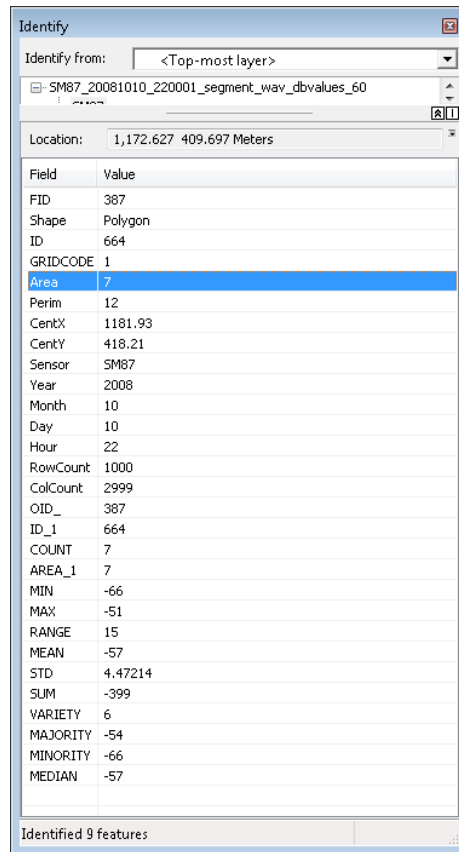 Identify
Identify from: <Top-most layer>
SM87_20081010_220001_segment_wav_dbvalues_60
Location: 1,172.627 409.697 Meters
Field Value
FID 387
Shape Polygon
ID 664
GRIDCODE 1
Area 7
Perim 12
CentX 1181.93
CentY 418.21
Sensor SM87
Year 2008
Month 10
Day 10
Hour 22
RowCount 1000
ColCount 2999
OID_ 387
ID_1 664
COUNT 7
AREA_1 7
MIN -66
MAX -51
RANGE 15
MEAN -57
STD 4.47214
SUM -399
VARIETY 6
MAJORITY -54
MINORITY -66
MEDIAN -57
Identified 9 features